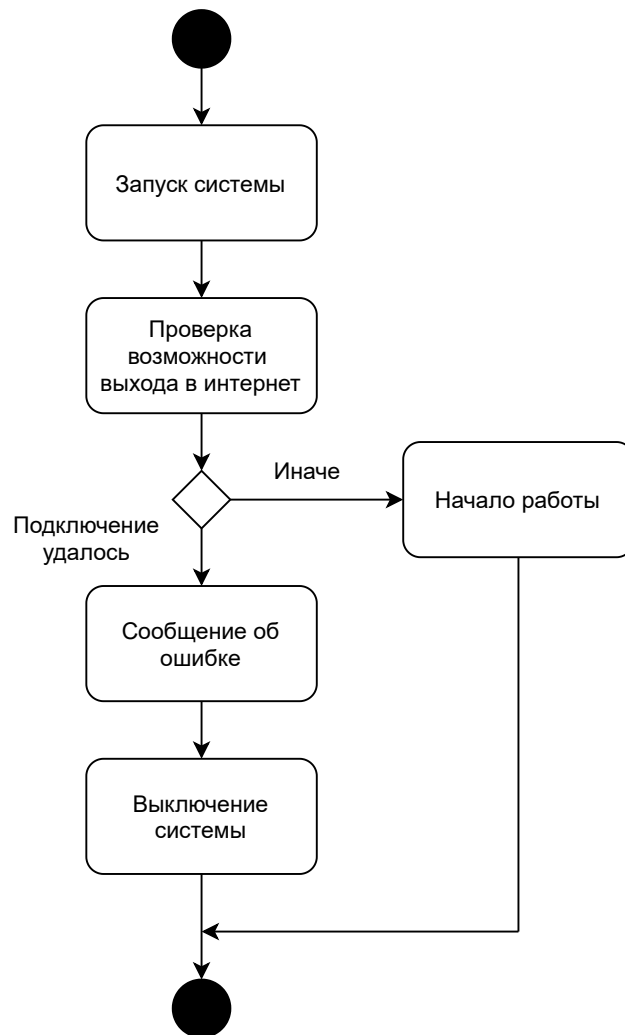 Запуск системы
Проверка
возможности
выхода в интернет
Иначе
Начало работы
Подключение
удалось
Сообщение об
ошибке
Выключение
системы